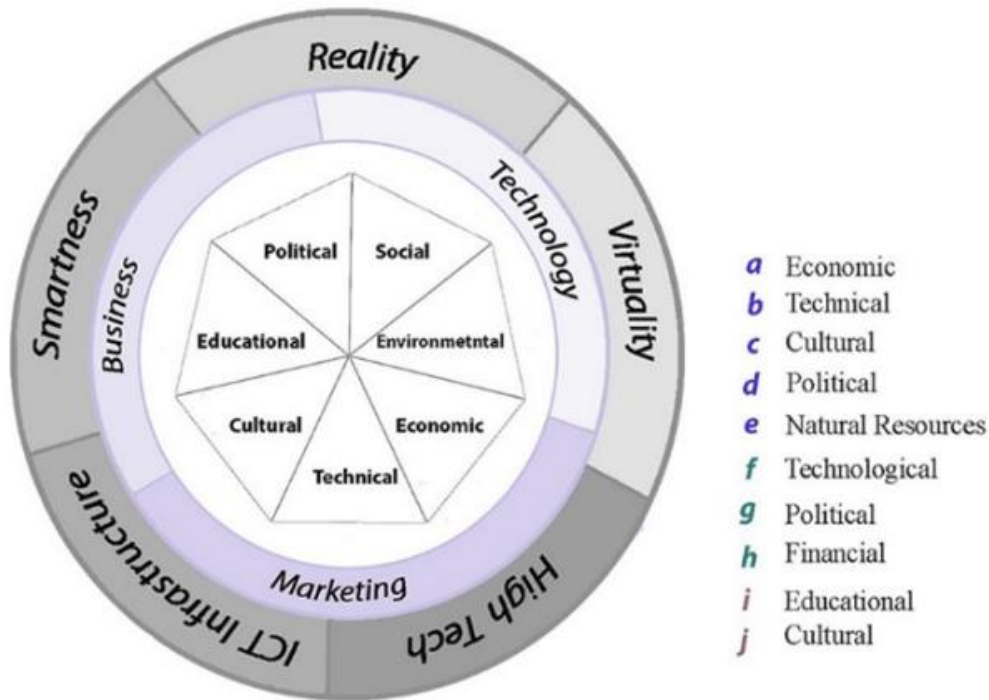 Reality
Smartness
Virtuality
Technology
Business
Political
Social
Educational
Environmetntal
Cultural
Economic
Technical
Marketing
ICT Infrastructure
High Tech
a Economic
b Technical
c Cultural
d Political
e Natural Resources
f Technological
g Political
h Financial
i Educational
j Cultural